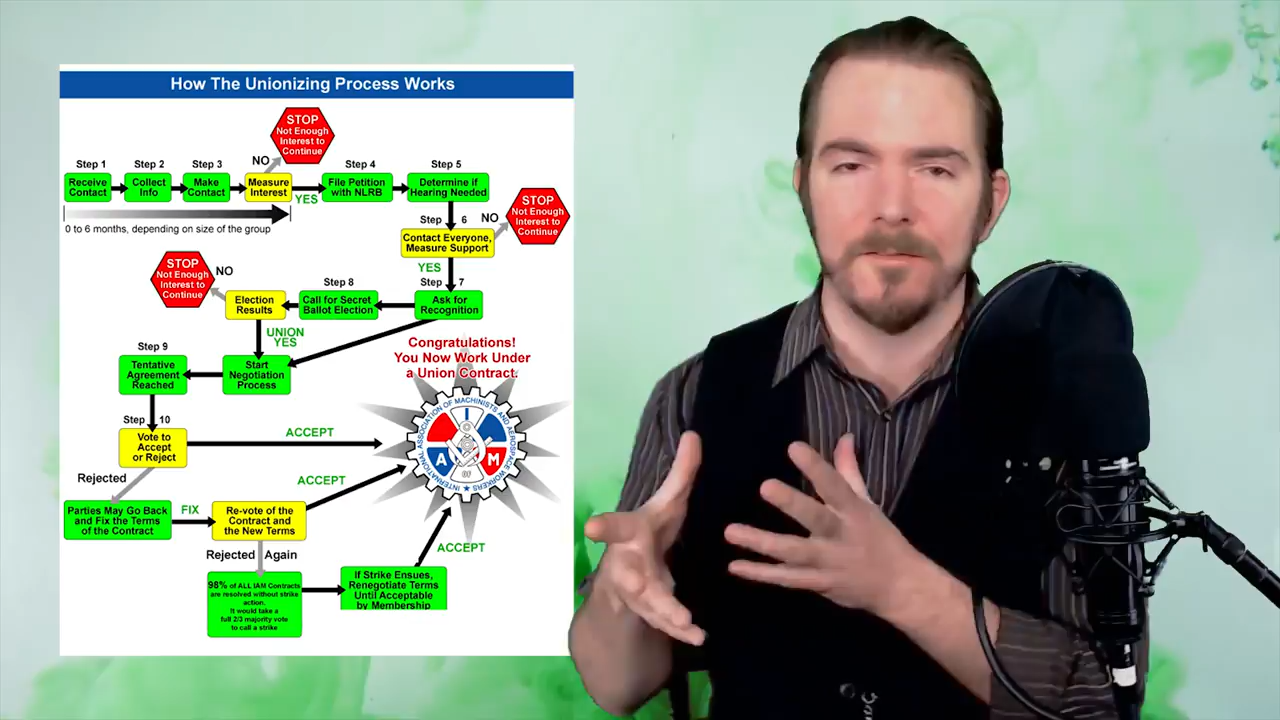 How The Unionizing Process Works
STOP
Not Enough
Interest to
Continue
NO
Step 1
Step 2
Step 3
Step 4
Step 5
Receive
Contact
Collect
Info
Make
Contact
Measure
Interest
YES
File Petition
with NLRB
Determine if
Hearing Needed
0 to 6 months, depending on size of the group
STOP
Not Enough
Interest to
Continue
NO
Step 6
Contact Everyone,
Measure Support
YES
STOP
Not Enough
Interest to
Continue
NO
Step 8
Step 7
Election
Results
Call for Secret
Ballot Election
Ask for
Recognition
UNION
YES
Congratulations!
You Now Work Under
a Union Contract.
Step 9
Tentative
Agreement
Reached
Start
Negotiation
Process
INTERNATIONAL ASSOCIATION OF MACHINISTS AND AEROSPACE WORKERS
I
A
M
OF
Step 10
Vote to
Accept
or Reject
ACCEPT
Rejected
ACCEPT
Parties May Go Back
and Fix the Terms
of the Contract
FIX
Re-vote of the
Contract and
the New Terms
Rejected Again
ACCEPT
98% of ALL IAM Contracts
are resolved without strike
action.
It would take a
full 2/3 majority vote
to call a strike
If Strike Ensues,
Renegotiate Terms
Until Acceptable
by Membership